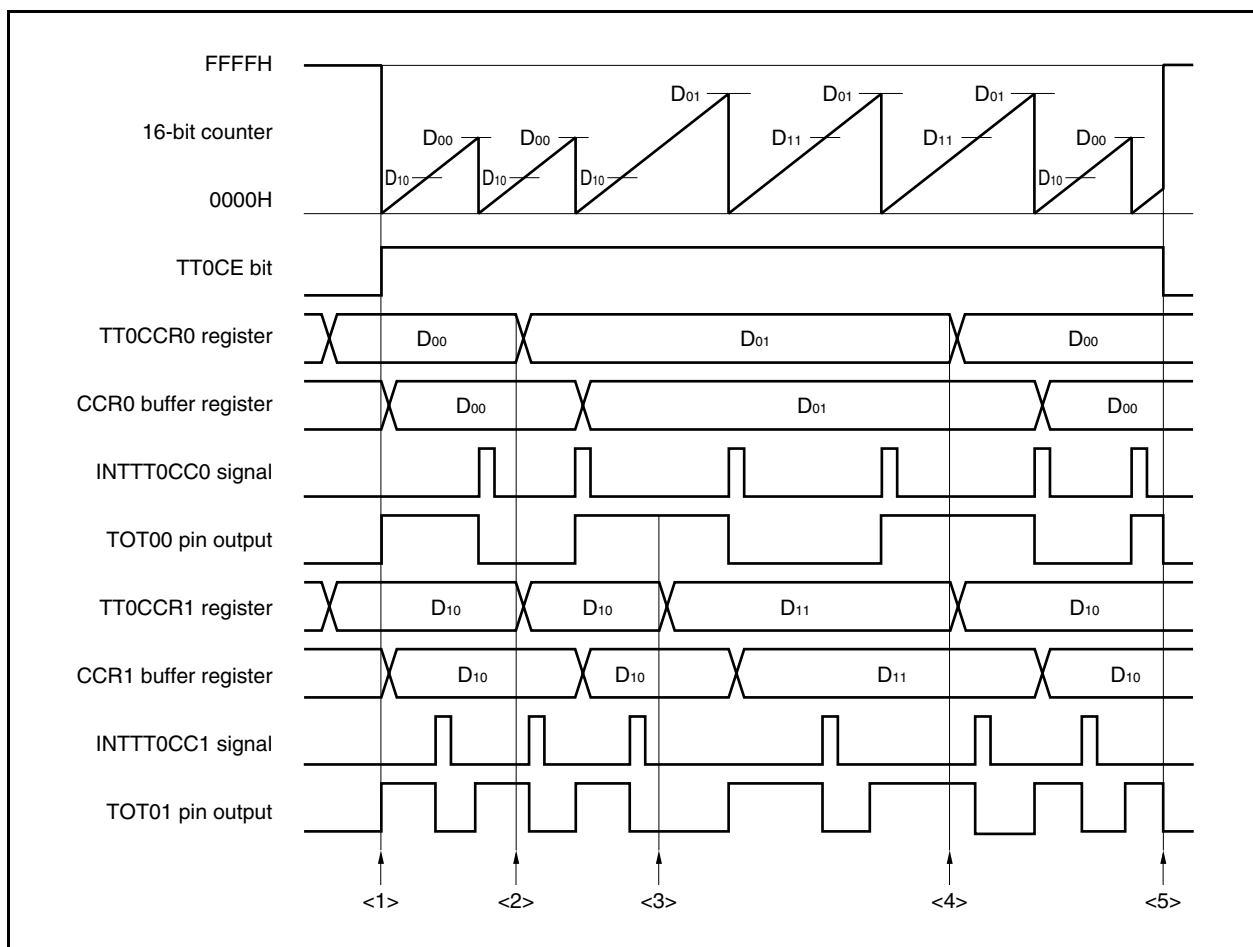 FFFFH
D01 D01 D01
16-bit counter D00 D00 D11 D11 D00
D10 D10 D10 D10
0000H
TT0CE bit
TT0CCR0 register D00 D01 D00
CCR0 buffer register D00 D01 D00
INTTT0CC0 signal
TOT00 pin output
TT0CCR1 register D10 D10 D11 D10
CCR1 buffer register D10 D10 D11 D10
INTTT0CC1 signal
TOT01 pin output
<1> <2> <3> <4> <5>